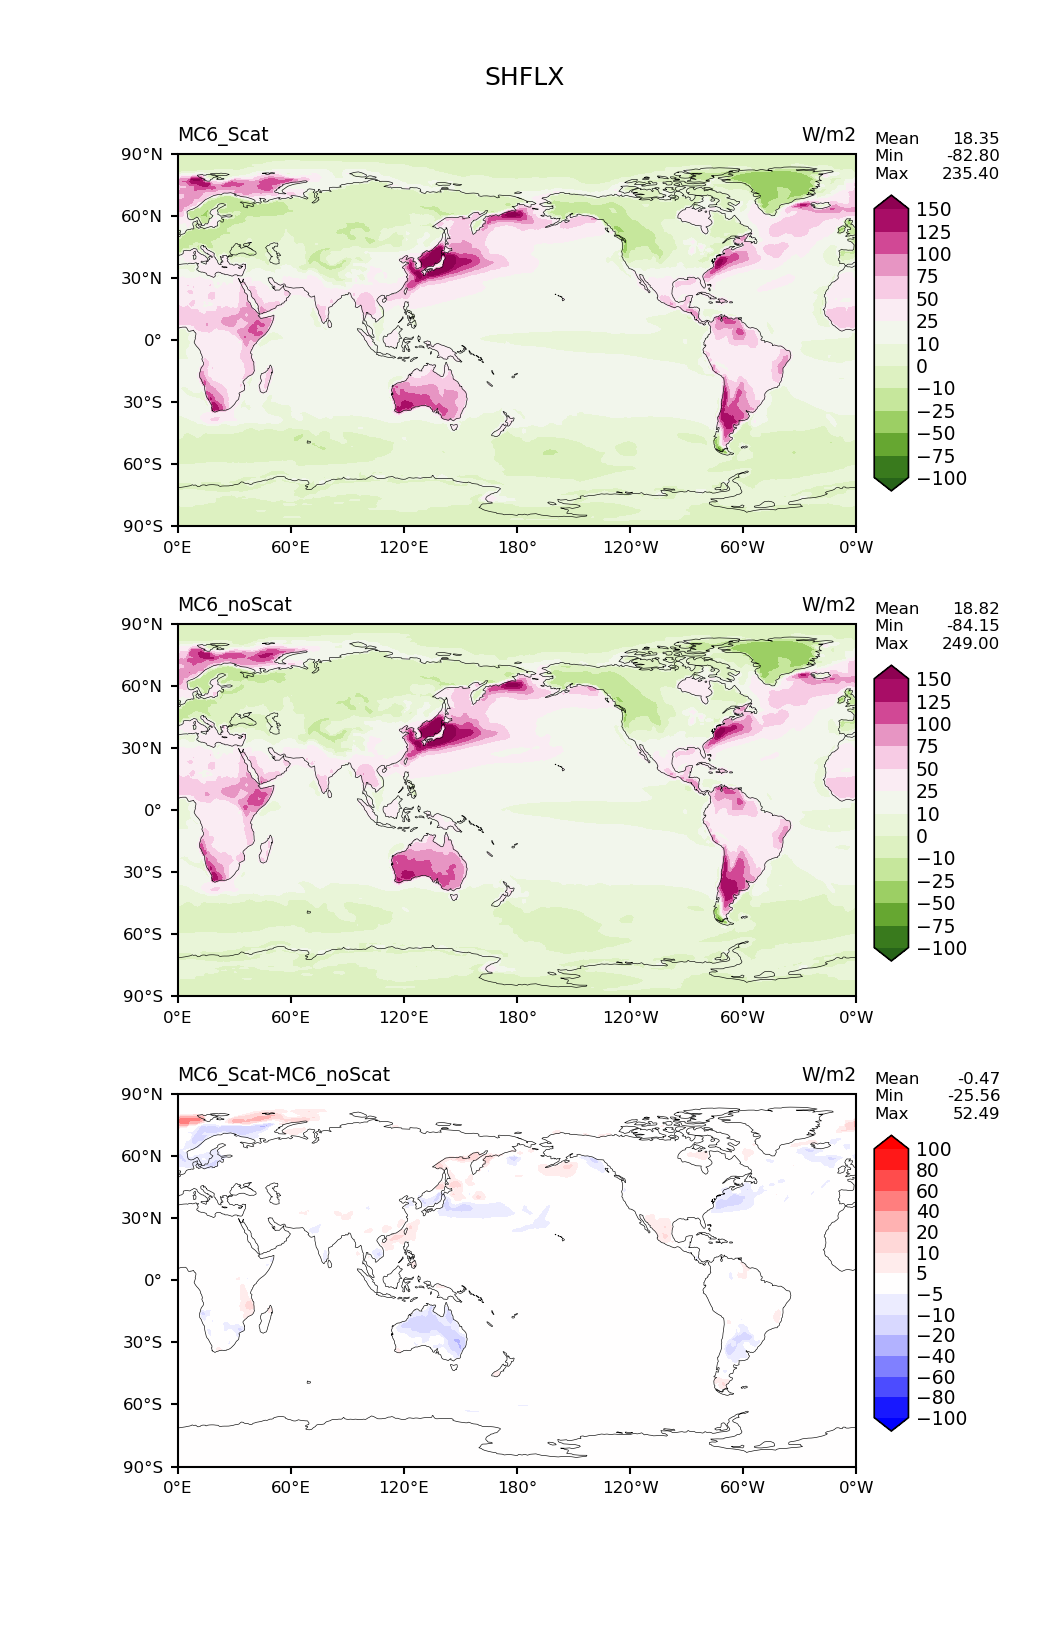 SHFLX
MC6_Scat W/m2
Mean 18.35
Min -82.80
Max 235.40
90°N
60°N
30°N
0°
30°S
60°S
90°S
0°E 60°E 120°E 180° 120°W 60°W 0°W
150
125
100
75
50
25
10
0
−10
−25
−50
−75
−100
MC6_noScat W/m2
Mean 18.82
Min -84.15
Max 249.00
90°N
60°N
30°N
0°
30°S
60°S
90°S
0°E 60°E 120°E 180° 120°W 60°W 0°W
150
125
100
75
50
25
10
0
−10
−25
−50
−75
−100
MC6_Scat-MC6_noScat W/m2
Mean -0.47
Min -25.56
Max 52.49
90°N
60°N
30°N
0°
30°S
60°S
90°S
0°E 60°E 120°E 180° 120°W 60°W 0°W
100
80
60
40
20
10
5
−5
−10
−20
−40
−60
−80
−100